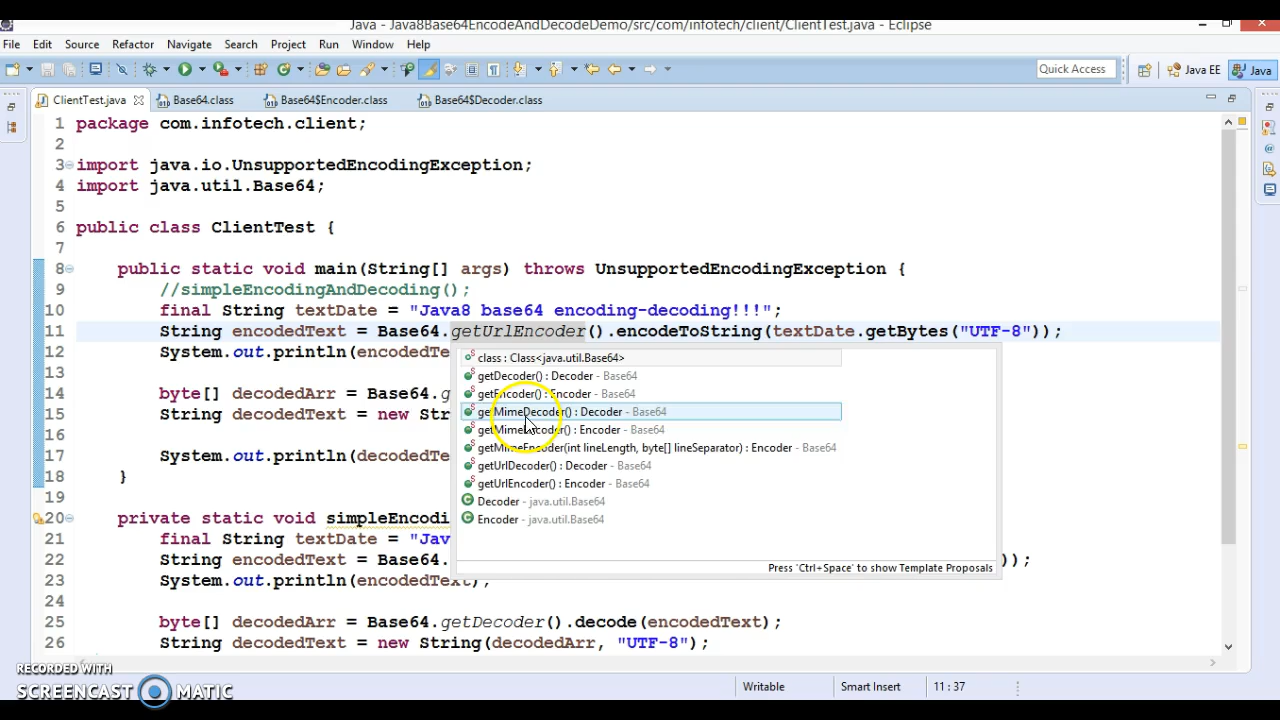 Java - Java8Base64EncodeAndDecodeDemo/src/com/infotech/client/ClientTest.java - Eclipse
File Edit Source Refactor Navigate Search Project Run Window Help
Quick Access Java EE Java
ClientTest.java Base64.class Base64$Encoder.class Base64$Decoder.class
1 package com.infotech.client;
2
3 import java.io.UnsupportedEncodingException;
4 import java.util.Base64;
5
6 public class ClientTest {
7
8 public static void main(String[] args) throws UnsupportedEncodingException {
9 //simpleEncodingAndDecoding();
10 final String textDate = "Java8 base64 encoding-decoding!!!";
11 String encodedText = Base64.getUrlEncoder().encodeToString(textDate.getBytes("UTF-8"));
12 System.out.println(encodedTe
13
14 byte[] decodedArr = Base64.g
15 String decodedText = new Str
16
17 System.out.println(decodedTe
18 }
19
20 private static void simpleEncodi
21 final String textDate = "Jav
22 String encodedText = Base64. ));
23 System.out.println(encodedText);
24
25 byte[] decodedArr = Base64.getDecoder().decode(encodedText);
26 String decodedText = new String(decodedArr, "UTF-8");
class : Class<java.util.Base64>
getDecoder() : Decoder - Base64
getEncoder() : Encoder - Base64
getMimeDecoder() : Decoder - Base64
getMimeEncoder() : Encoder - Base64
getMimeEncoder(int lineLength, byte[] lineSeparator) : Encoder - Base64
getUrlDecoder() : Decoder - Base64
getUrlEncoder() : Encoder - Base64
Decoder - java.util.Base64
Encoder - java.util.Base64
Press 'Ctrl+Space' to show Template Proposals
RECORDED WITH
SCREENCAST MATIC
Writable Smart Insert 11 : 37